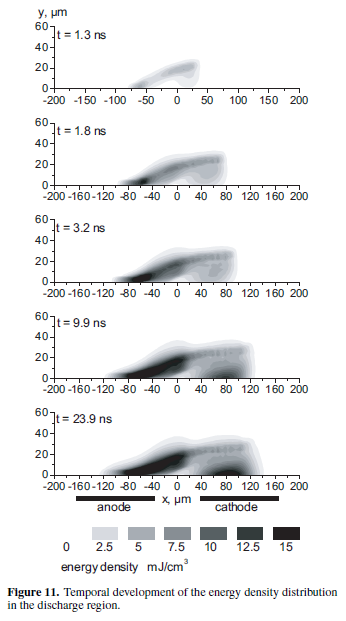 y, μm
60
t = 1.3 ns
40
20
0
-200 -150 -100 -50 0 50 100 150 200
60
t = 1.8 ns
40
20
0
-200 -160 -120 -80 -40 0 40 80 120 160 200
60
t = 3.2 ns
40
20
0
-200 -160 -120 -80 -40 0 40 80 120 160 200
60
t = 9.9 ns
40
20
0
-200 -160 -120 -80 -40 0 40 80 120 160 200
60
t = 23.9 ns
40
20
0
-200 -160 -120 -80 -40 0 40 80 120 160 200
x, μm
anode cathode
0 2.5 5 7.5 10 12.5 15
energy density mJ/cm³
Figure 11. Temporal development of the energy density distribution
in the discharge region.